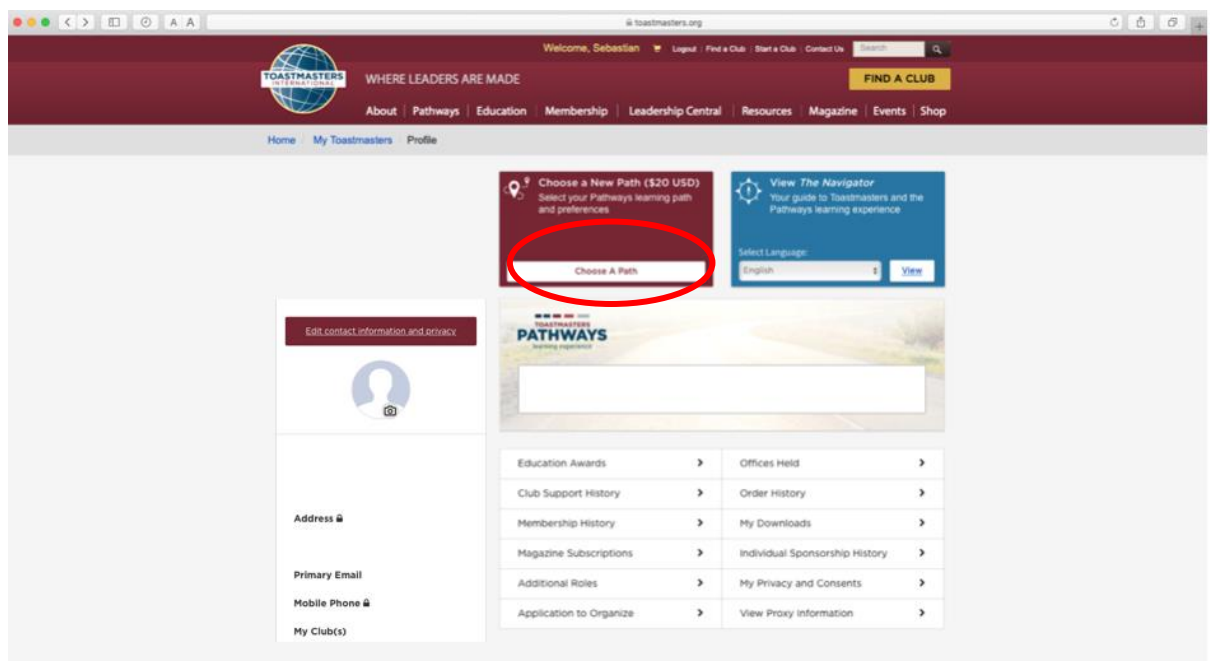 A A
toastmasters.org
Welcome, Sebastian Logout Find a Club Start a Club Contact Us Search
TOASTMASTERS
INTERNATIONAL
WHERE LEADERS ARE MADE
FIND A CLUB
About Pathways Education Membership Leadership Central Resources Magazine Events Shop
Home / My Toastmasters / Profile
Choose a New Path ($20 USD)
Select your Pathways learning path
and preferences
Choose A Path
View The Navigator
Your guide to Toastmasters and the
Pathways learning experience
Select Language:
English
View
Edit contact information and privacy
Address
Primary Email
Mobile Phone
My Club(s)
TOASTMASTERS
PATHWAYS
learning experience
Education Awards
Offices Held
Club Support History
Order History
Membership History
My Downloads
Magazine Subscriptions
Individual Sponsorship History
Additional Roles
My Privacy and Consents
Application to Organize
View Proxy Information